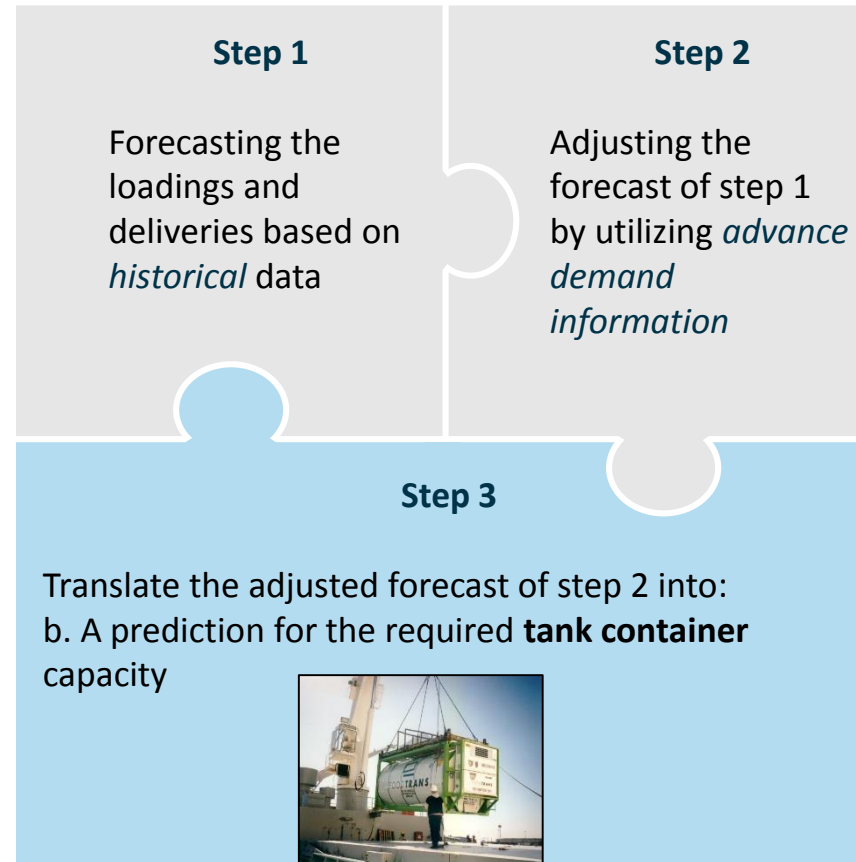 Step 1
Forecasting the
loadings and
deliveries based on
historical data
Step 2
Adjusting the
forecast of step 1
by utilizing advance
demand
information
Step 3
Translate the adjusted forecast of step 2 into:
b. A prediction for the required tank container
capacity
TRANS